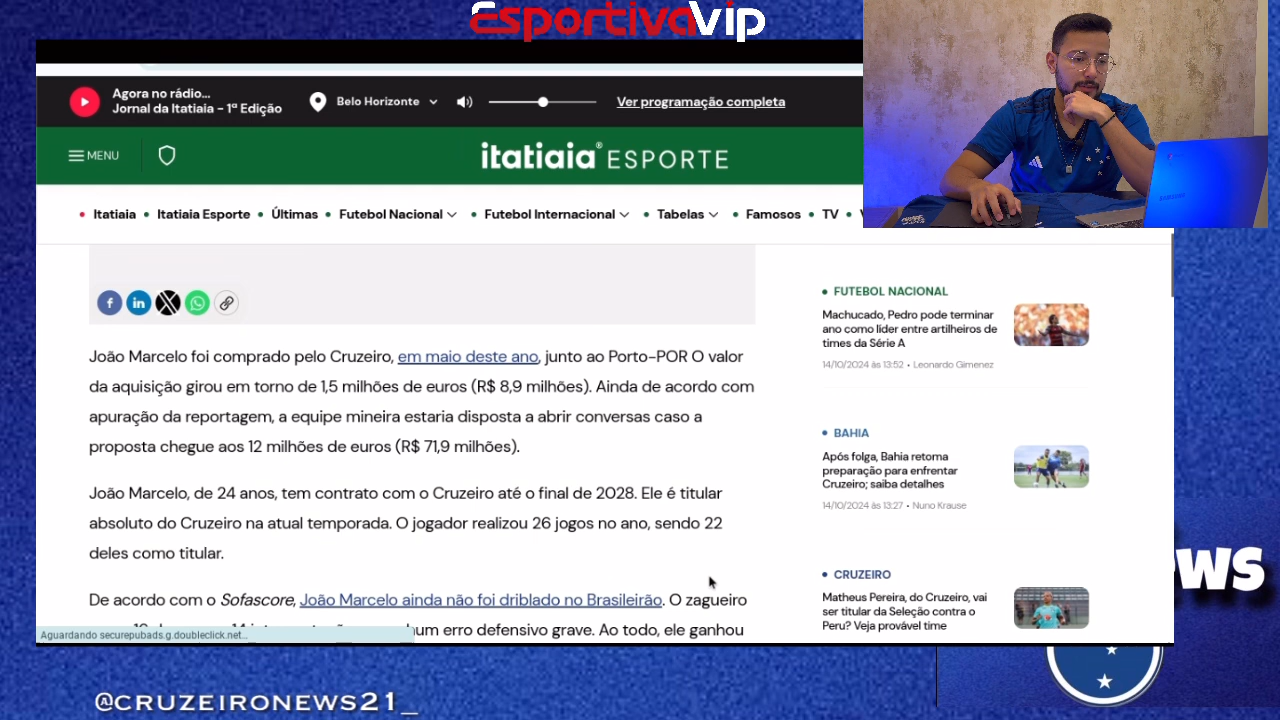 EsportivaVip
Agora no rádio...
Jornal da Itatiaia - 1ª Edição
Belo Horizonte
Ver programação completa
MENU
itatiaia® ESPORTE
Itatiaia
Itatiaia Esporte
Últimas
Futebol Nacional
Futebol Internacional
Tabelas
Famosos
TV
SAMSUNG
João Marcelo foi comprado pelo Cruzeiro, em maio deste ano, junto ao Porto-POR O valor
da aquisição girou em torno de 1,5 milhões de euros (R$ 8,9 milhões). Ainda de acordo com
apuração da reportagem, a equipe mineira estaria disposta a abrir conversas caso a
proposta chegue aos 12 milhões de euros (R$ 71,9 milhões).
João Marcelo, de 24 anos, tem contrato com o Cruzeiro até o final de 2028. Ele é titular
absoluto do Cruzeiro na atual temporada. O jogador realizou 26 jogos no ano, sendo 22
deles como titular.
De acordo com o Sofascore, João Marcelo ainda não foi driblado no Brasileirão. O zagueiro
erro defensivo grave. Ao todo, ele ganhou
Aguardando securepubads.g.doubleclick.net...
• FUTEBOL NACIONAL
Machucado, Pedro pode terminar
ano como líder entre artilheiros de
times da Série A
14/10/2024 às 13:52 • Leonardo Gimenez
• BAHIA
Após folga, Bahia retoma
preparação para enfrentar
Cruzeiro; saiba detalhes
14/10/2024 às 13:27 • Nuno Krause
• CRUZEIRO
Matheus Pereira, do Cruzeiro, vai
ser titular da Seleção contra o
Peru? Veja provável time
WS
@CRUZEIRONEWS21_